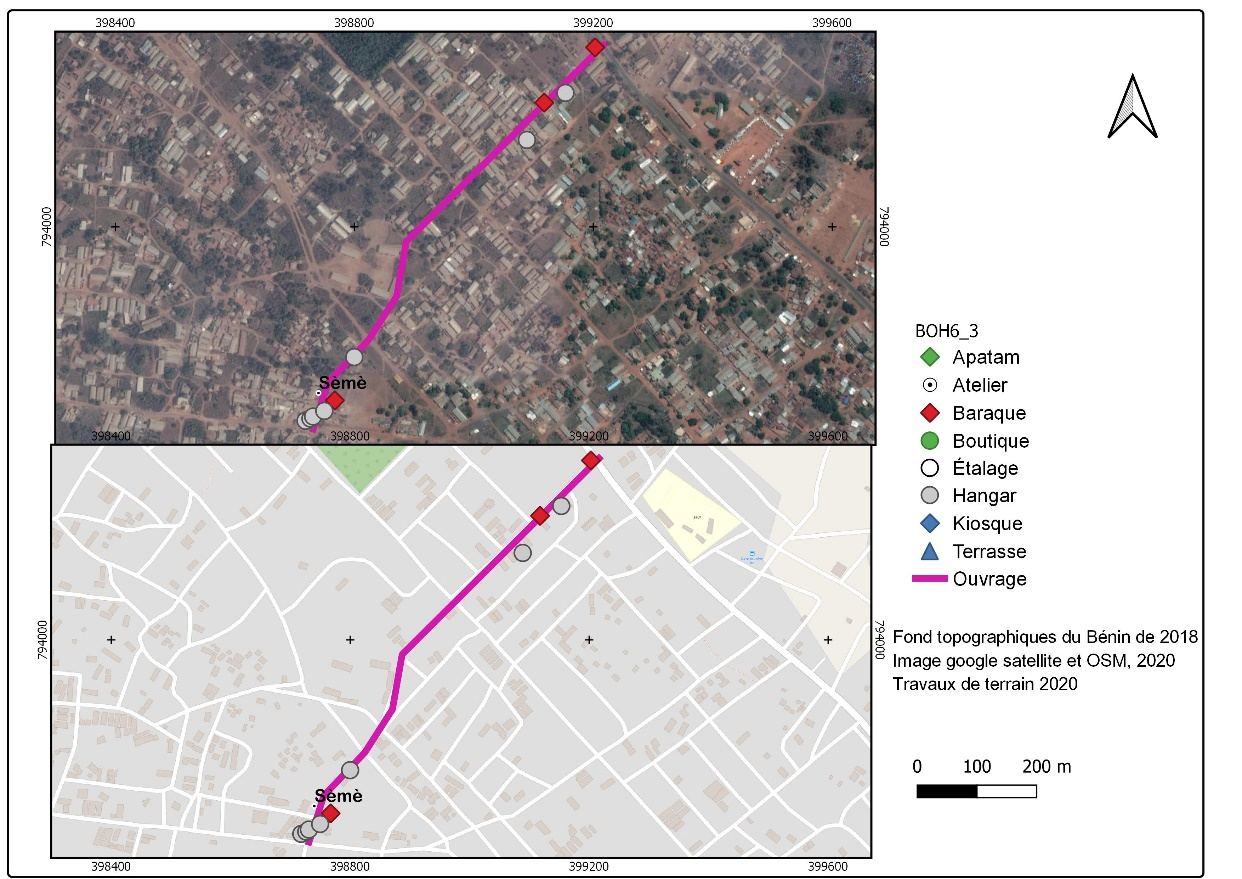 398400 398800 399200 399600
794000 794000
Sèmè
398400 398800 399200 399600
BOH6_3
Apatam
Atelier
Baraque
Boutique
Étalage
Hangar
Kiosque
Terrasse
Ouvrage
794000 794000
Fond topographiques du Bénin de 2018
Image google satellite et OSM, 2020
Travaux de terrain 2020
0 100 200 m
Sèmè
398400 398800 399200 399600